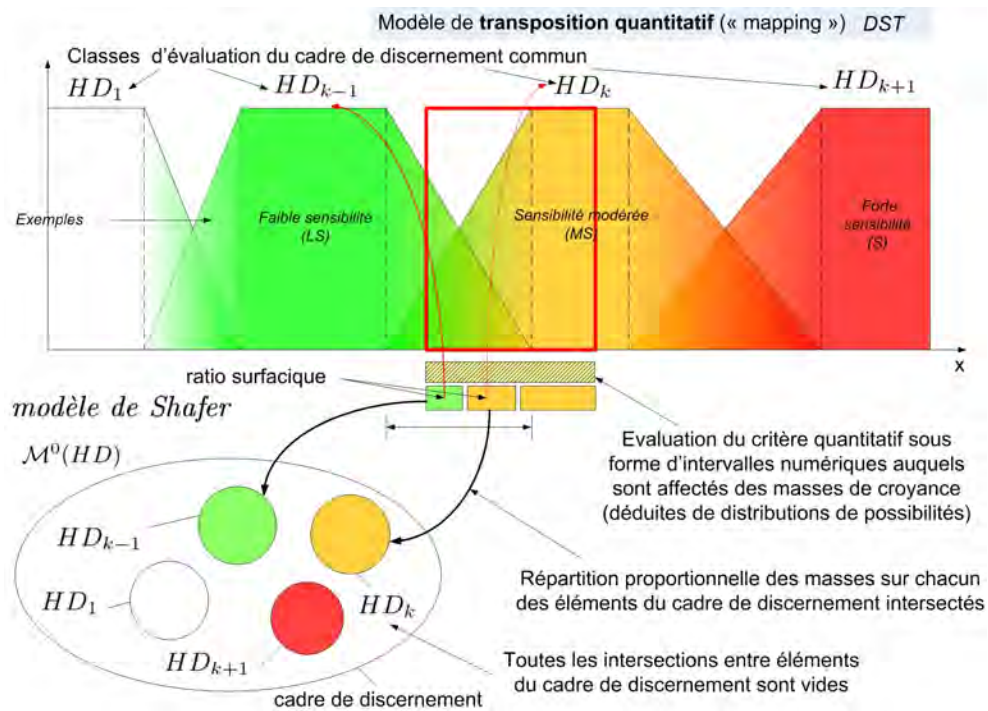 Modèle de transposition quantitatif (« mapping ») DST
Classes d'évaluation du cadre de discernement commun
HD₁ HDₖ₋₁ HDₖ HDₖ₊₁
Exemples
Faible sensibilité
(LS)
Sensibilité modérée
(MS)
Forte
sensibilité
(S)
x
ratio surfacique
modèle de Shafer
M⁰(HD)
Evaluation du critère quantitatif sous
forme d'intervalles numériques auquels
sont affectés des masses de croyance
(déduites de distributions de possibilités)
HDₖ₋₁
HD₁
HDₖ
HDₖ₊₁
Répartition proportionnelle des masses sur chacun
des éléments du cadre de discernement intersectés
Toutes les intersections entre éléments
du cadre de discernement sont vides
cadre de discernement